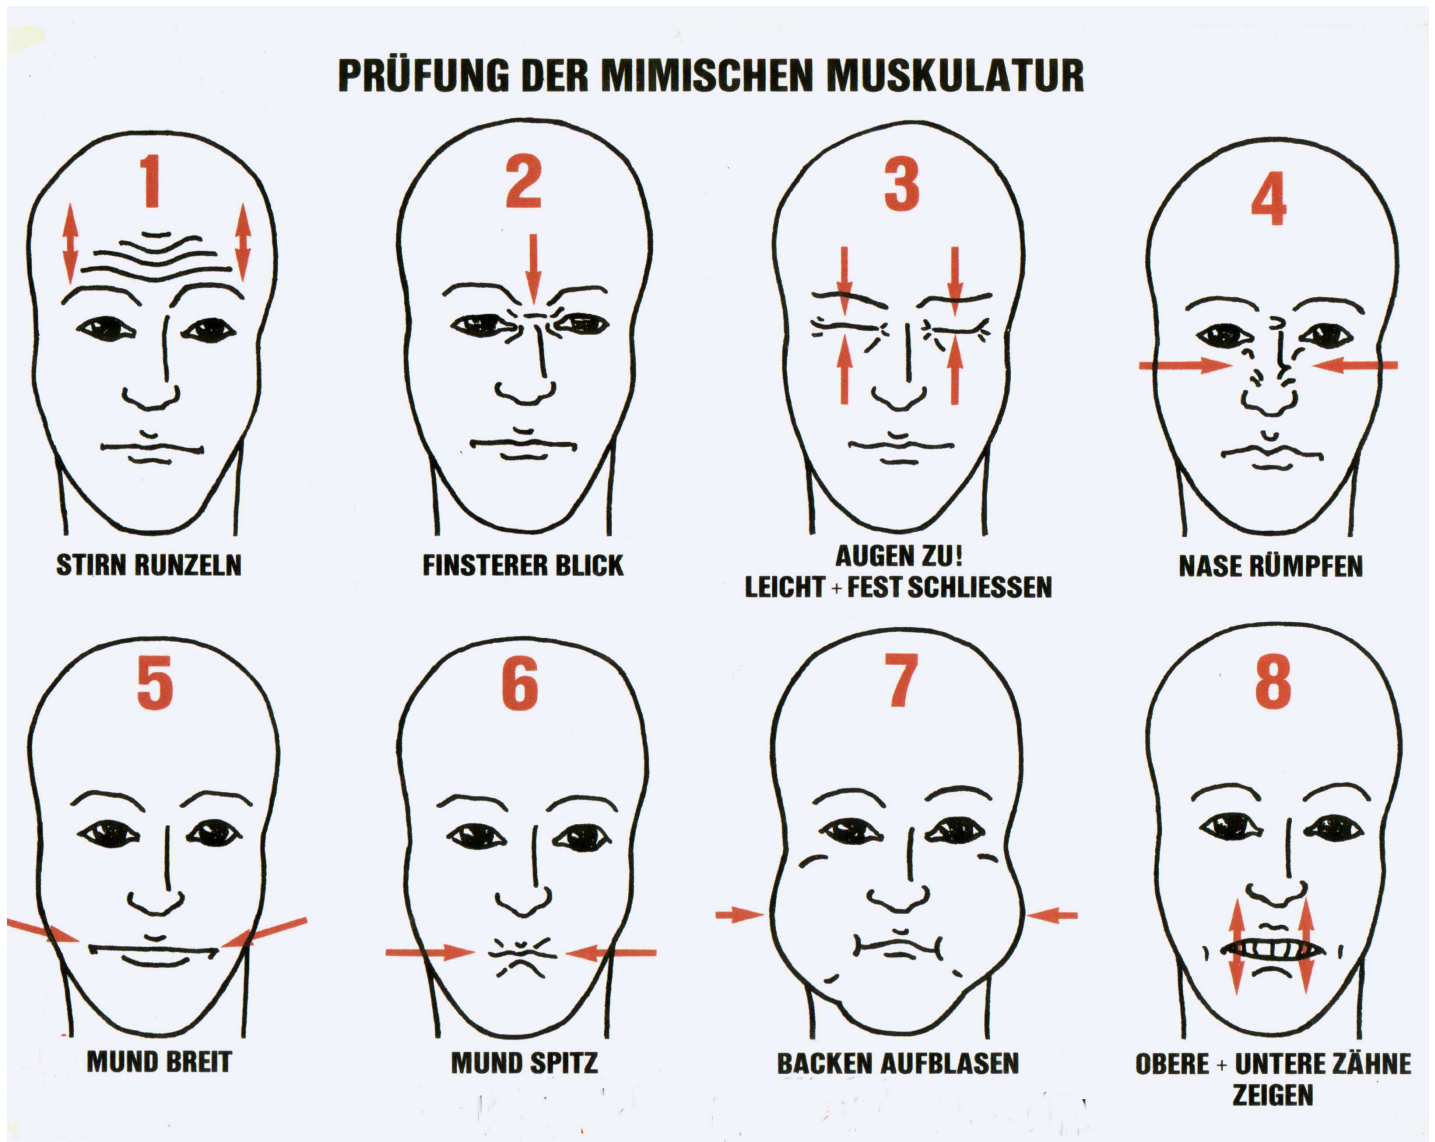 PRÜFUNG DER MIMISCHEN MUSKULATUR
1
2
3
4
STIRN RUNZELN
FINSTERER BLICK
AUGEN ZU!
LEICHT + FEST SCHLIESSEN
NASE RÜMPFEN
5
6
7
8
MUND BREIT
MUND SPITZ
BACKEN AUFBLASEN
OBERE + UNTERE ZÄHNE
ZEIGEN